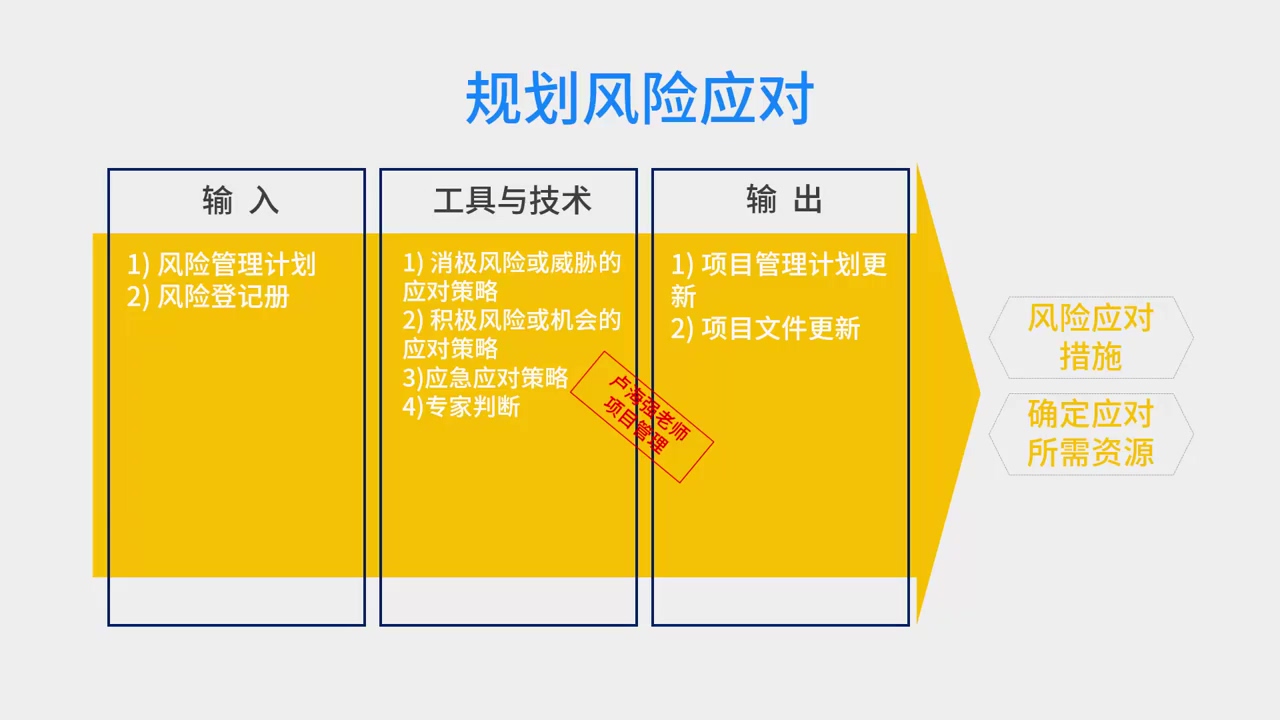 规划风险应对
输 入
1) 风险管理计划
2) 风险登记册
工具与技术
1) 消极风险或威胁的
应对策略
2) 积极风险或机会的
应对策略
3)应急应对策略
4)专家判断
输 出
1) 项目管理计划更
新
2) 项目文件更新
卢海强老师
项目管理
风险应对
措施
确定应对
所需资源